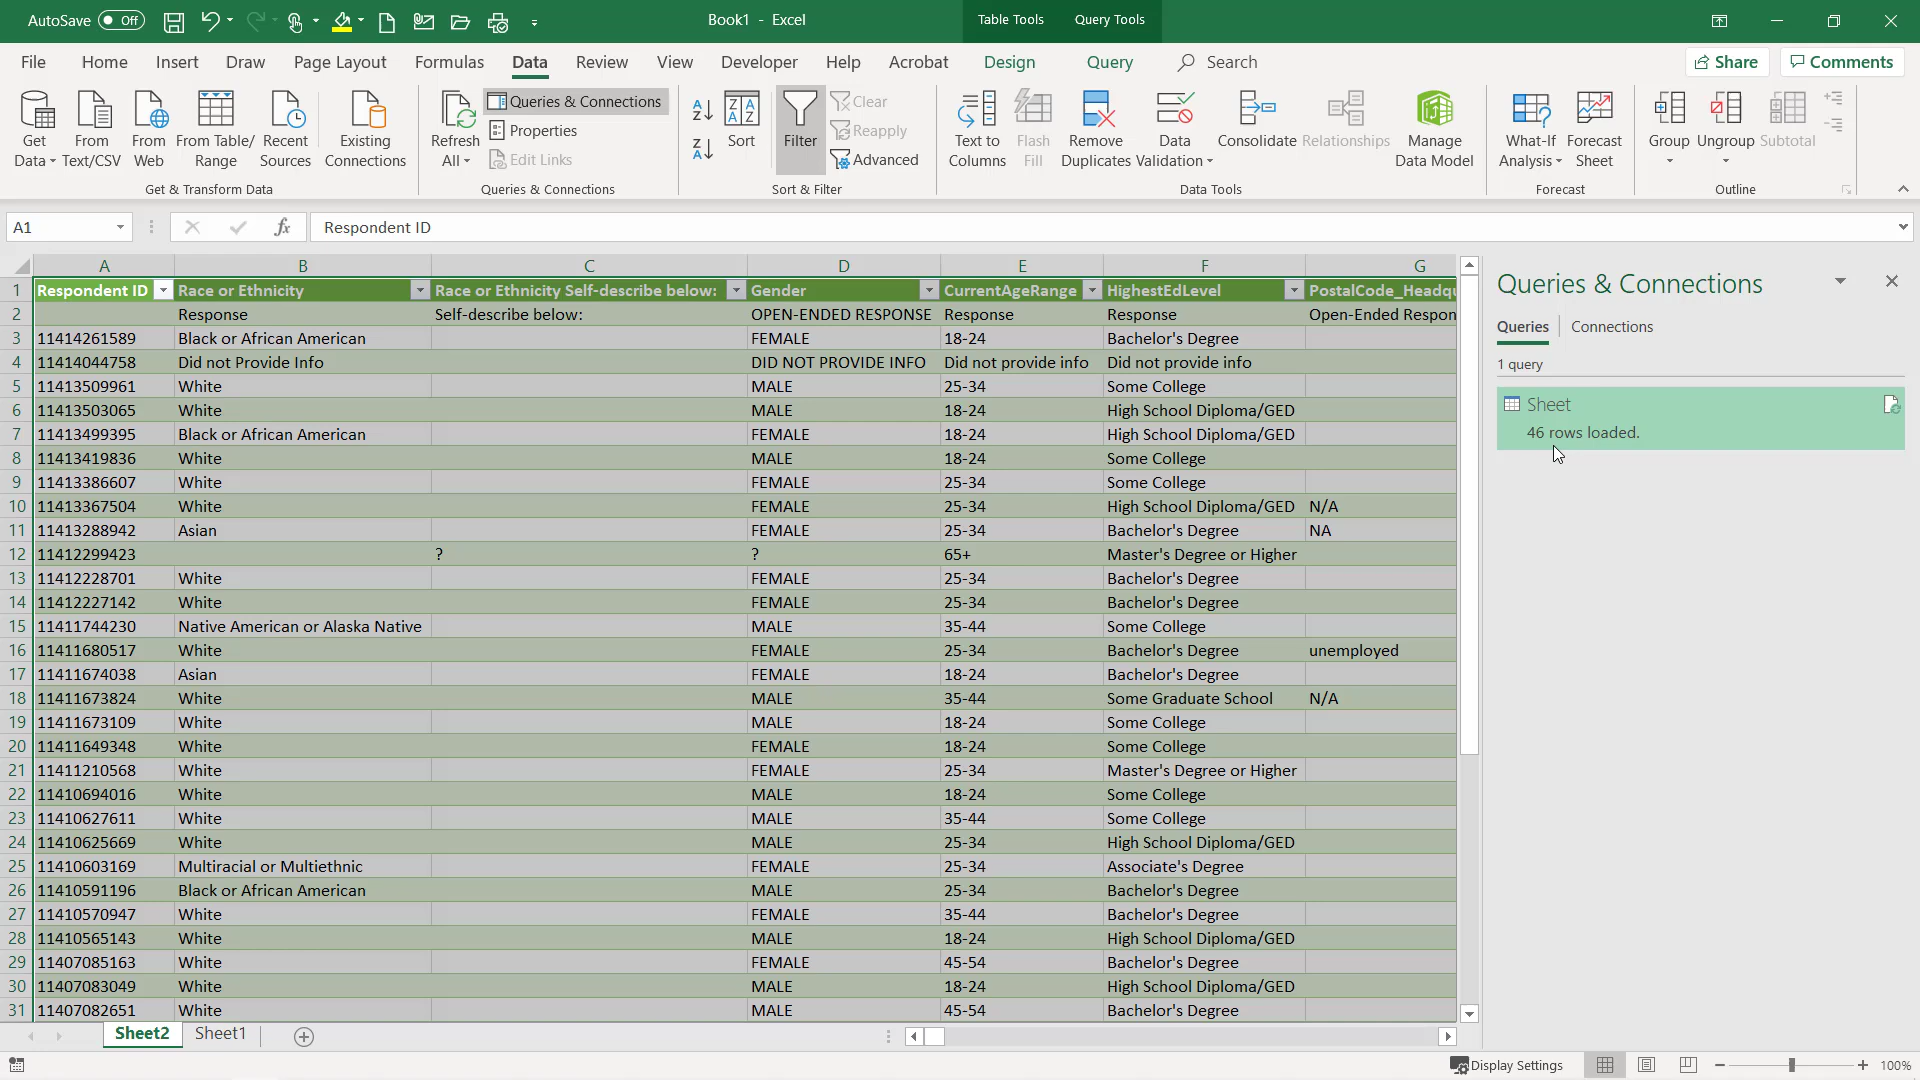 AutoSave Off
Book1 - Excel
Table Tools Query Tools
File Home Insert Draw Page Layout Formulas Data Review View Developer Help Acrobat Design Query Search Share Comments
Get Data From Text/CSV From Web From Table/ Range Recent Sources Existing Connections
Get & Transform Data
Refresh All Queries & Connections
Properties
Edit Links
Queries & Connections
A Z Z A Z A A Z Sort Filter Clear
Reapply
Advanced
Sort & Filter
Text to Columns Flash Fill Remove Duplicates Data Validation Consolidate Relationships Manage Data Model
Data Tools
What-If Analysis Forecast Sheet
Forecast
Group Ungroup Subtotal
Outline
A1 fx Respondent ID
A B C D E F G
1 Respondent ID Race or Ethnicity Race or Ethnicity Self-describe below: Gender CurrentAgeRange HighestEdLevel PostalCode_Headqu
2 Response Self-describe below: OPEN-ENDED RESPONSE Response Response Open-Ended Respon
3 11414261589 Black or African American FEMALE 18-24 Bachelor's Degree
4 11414044758 Did not Provide Info DID NOT PROVIDE INFO Did not provide info Did not provide info
5 11413509961 White MALE 25-34 Some College
6 11413503065 White MALE 18-24 High School Diploma/GED
7 11413499395 Black or African American FEMALE 18-24 High School Diploma/GED
8 11413419836 White MALE 18-24 Some College
9 11413386607 White FEMALE 25-34 Some College
10 11413367504 White FEMALE 25-34 High School Diploma/GED N/A
11 11413288942 Asian FEMALE 25-34 Bachelor's Degree NA
12 11412299423 ? ? 65+ Master's Degree or Higher
13 11412228701 White FEMALE 25-34 Bachelor's Degree
14 11412227142 White FEMALE 25-34 Bachelor's Degree
15 11411744230 Native American or Alaska Native MALE 35-44 Some College
16 11411680517 White FEMALE 25-34 Bachelor's Degree unemployed
17 11411674038 Asian FEMALE 18-24 Bachelor's Degree
18 11411673824 White MALE 35-44 Some Graduate School N/A
19 11411673109 White MALE 18-24 Some College
20 11411649348 White FEMALE 18-24 Some College
21 11411210568 White FEMALE 25-34 Master's Degree or Higher
22 11410694016 White MALE 18-24 Some College
23 11410627611 White MALE 35-44 Some College
24 11410625669 White MALE 25-34 High School Diploma/GED
25 11410603169 Multiracial or Multiethnic FEMALE 25-34 Associate's Degree
26 11410591196 Black or African American MALE 25-34 Bachelor's Degree
27 11410570947 White FEMALE 35-44 Bachelor's Degree
28 11410565143 White MALE 18-24 High School Diploma/GED
29 11407085163 White FEMALE 45-54 Bachelor's Degree
30 11407083049 White MALE 18-24 High School Diploma/GED
31 11407082651 White MALE 45-54 Bachelor's Degree
Queries & Connections
Queries Connections
1 query
Sheet
46 rows loaded.
Sheet2 Sheet1
Display Settings 100%